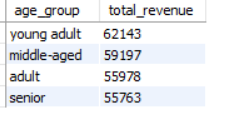 age_group total_revenue
young adult 62143
middle-aged 59197
adult 55978
senior 55763